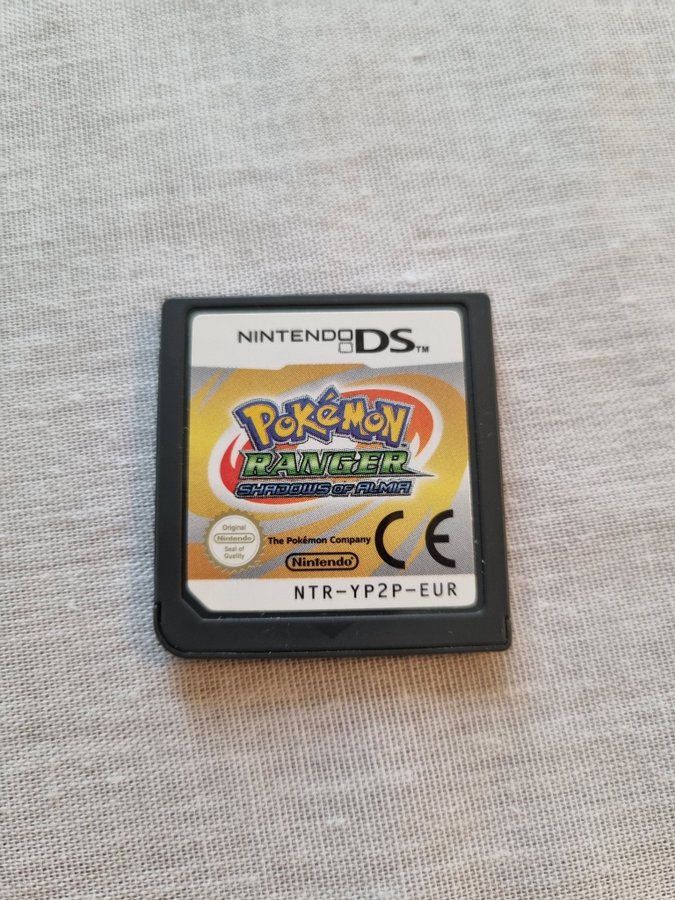 NINTENDO DS™
POKéMON
RANGER
SHADOWS OF ALMIA
Original
Nintendo
Seal of
Quality
The Pokémon Company
Nintendo
CE
NTR-YP2P-EUR